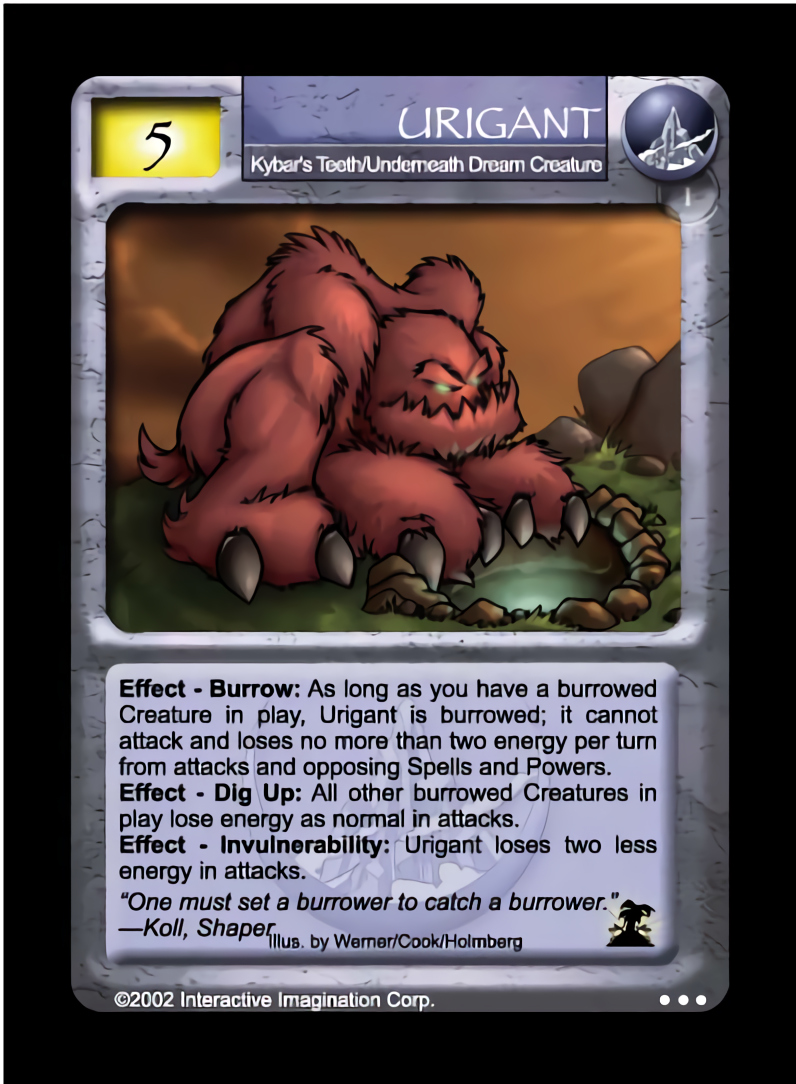 5
URIGANT
Kybar's Teeth/Underneath Dream Creature
1
Effect - Burrow: As long as you have a burrowed
Creature in play, Urigant is burrowed; it cannot
attack and loses no more than two energy per turn
from attacks and opposing Spells and Powers.
Effect - Dig Up: All other burrowed Creatures in
play lose energy as normal in attacks.
Effect - Invulnerability: Urigant loses two less
energy in attacks.
"One must set a burrower to catch a burrower."
—Koll, Shaper
Illus. by Werner/Cook/Holmberg
©2002 Interactive Imagination Corp.